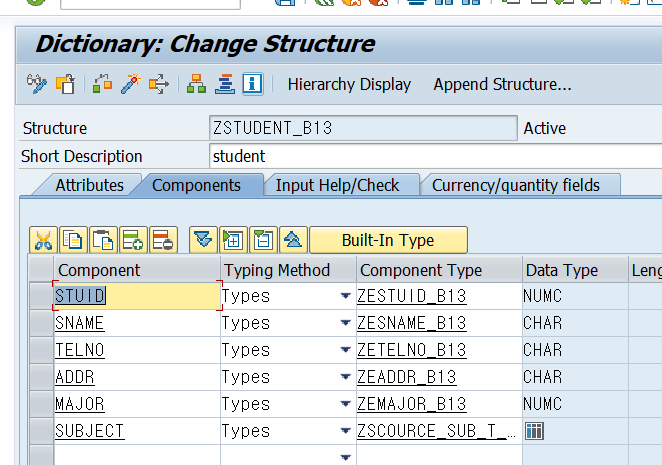 Dictionary: Change Structure
Hierarchy Display Append Structure...
Structure ZSTUDENT_B13 Active
Short Description student
Attributes Components Input Help/Check Currency/quantity fields
Built-In Type
Component Typing Method Component Type Data Type Leng
STUID Types ZESTUID_B13 NUMC
SNAME Types ZESNAME_B13 CHAR
TELNO Types ZETELNO_B13 CHAR
ADDR Types ZEADDR_B13 CHAR
MAJOR Types ZEMAJOR_B13 NUMC
SUBJECT Types ZSCOURCE_SUB_T_...